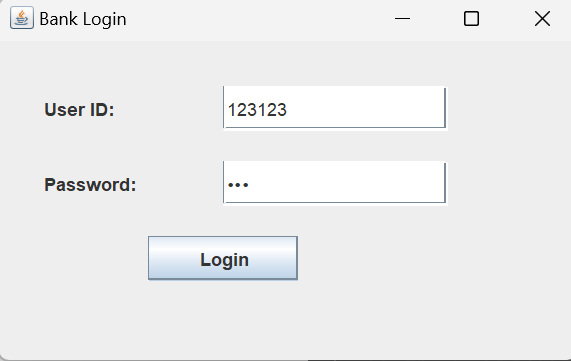 Bank Login
User ID: 123123
Password: •••
Login